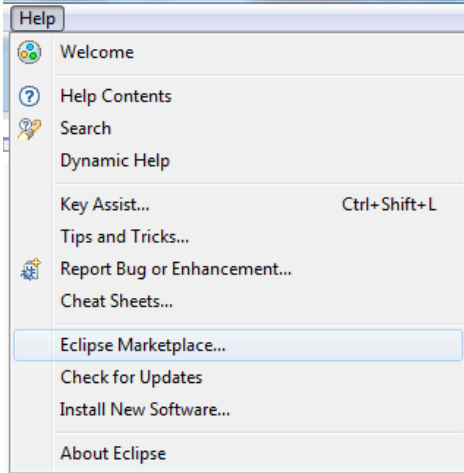 Help
Welcome
Help Contents
Search
Dynamic Help
Key Assist... Ctrl+Shift+L
Tips and Tricks...
Report Bug or Enhancement...
Cheat Sheets...
Eclipse Marketplace...
Check for Updates
Install New Software...
About Eclipse